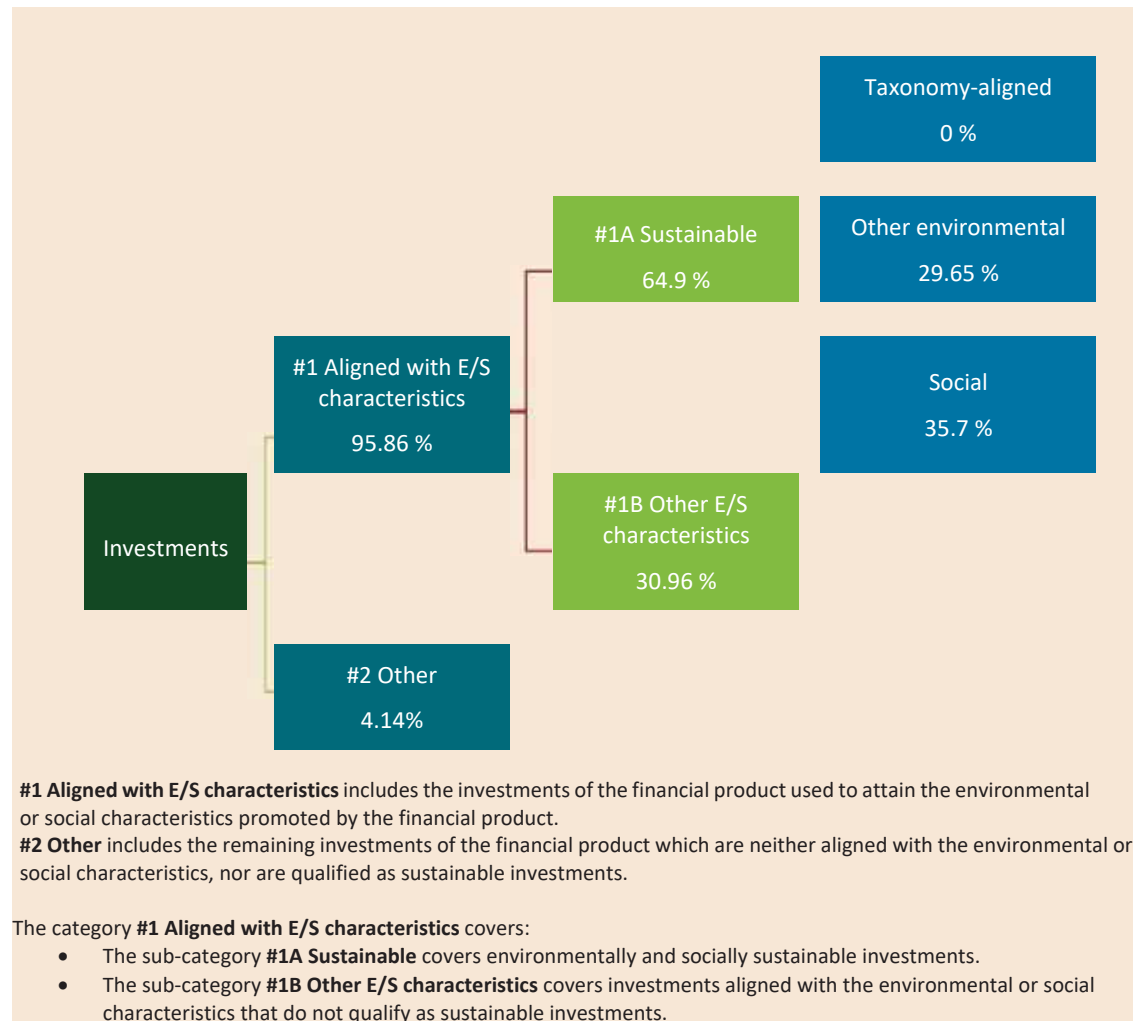 Taxonomy-aligned
0 %
#1A Sustainable
64.9 %
Other environmental
29.65 %
#1 Aligned with E/S
characteristics
95.86 %
Social
35.7 %
Investments
#1B Other E/S
characteristics
30.96 %
#2 Other
4.14%
#1 Aligned with E/S characteristics includes the investments of the financial product used to attain the environmental
or social characteristics promoted by the financial product.
#2 Other includes the remaining investments of the financial product which are neither aligned with the environmental or
social characteristics, nor are qualified as sustainable investments.
The category #1 Aligned with E/S characteristics covers:
• The sub-category #1A Sustainable covers environmentally and socially sustainable investments.
• The sub-category #1B Other E/S characteristics covers investments aligned with the environmental or social
characteristics that do not qualify as sustainable investments.